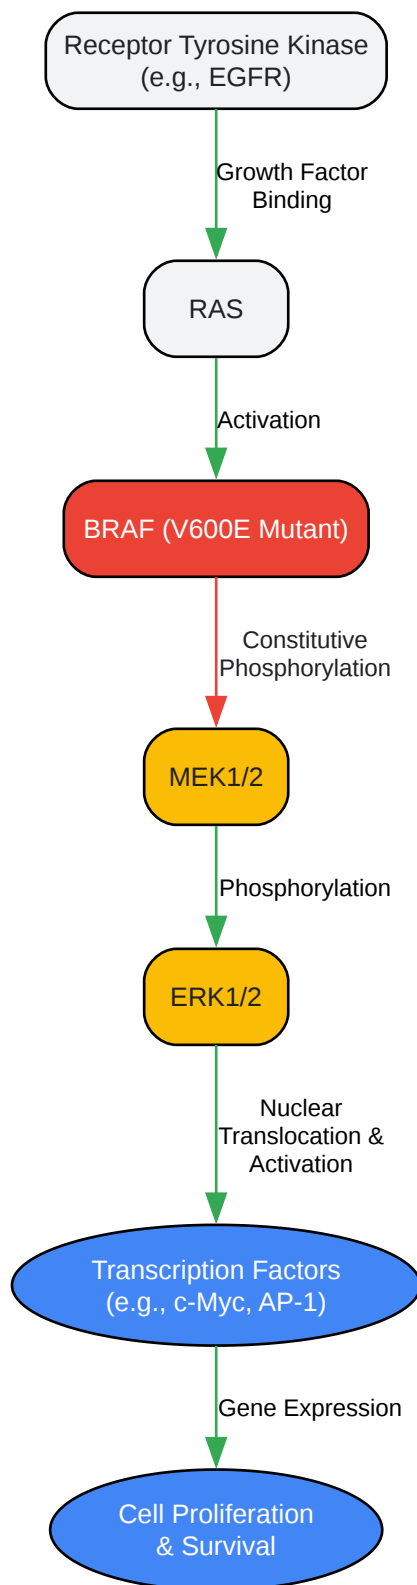 Receptor Tyrosine Kinase
(e.g., EGFR)
Growth Factor
Binding
RAS
Activation
BRAF (V600E Mutant)
Constitutive
Phosphorylation
MEK1/2
Phosphorylation
ERK1/2
Nuclear
Translocation &
Activation
Transcription Factors
(e.g., c-Myc, AP-1)
Gene Expression
Cell Proliferation
& Survival